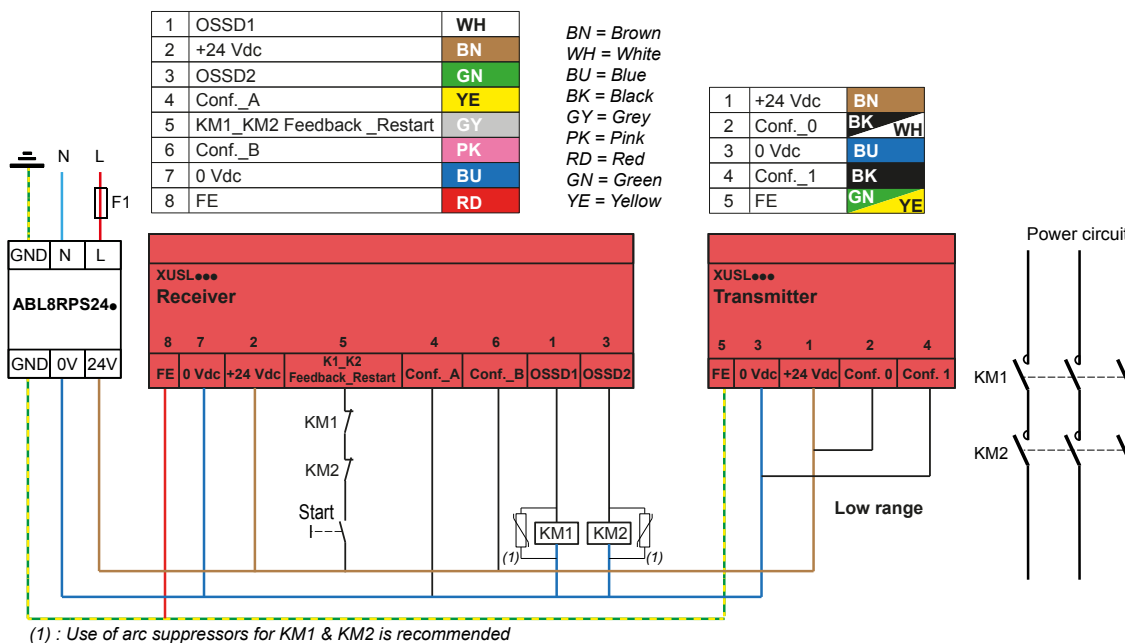 1 OSSD1 WH
2 +24 Vdc BN
3 OSSD2 GN
4 Conf._A YE
5 KM1_KM2 Feedback _Restart GY
6 Conf._B PK
7 0 Vdc BU
8 FE RD
BN = Brown
WH = White
BU = Blue
BK = Black
GY = Grey
PK = Pink
RD = Red
GN = Green
YE = Yellow
1 +24 Vdc BN
2 Conf._0 BK WH
3 0 Vdc BU
4 Conf._1 BK
5 FE GN YE
N L
F1
GND N L
ABL8RPS24•
GND 0V 24V
XUSL•••
Receiver
8 7 2 5 4 6 1 3
FE 0 Vdc +24 Vdc K1_K2 Feedback_Restart Conf._A Conf._B OSSD1 OSSD2
XUSL•••
Transmitter
5 3 1 2 4
FE 0 Vdc +24 Vdc Conf. 0 Conf. 1
Power circuit
KM1
KM2
KM1
KM2
Start
KM1 KM2
(1) (1)
Low range
(1) : Use of arc suppressors for KM1 & KM2 is recommended